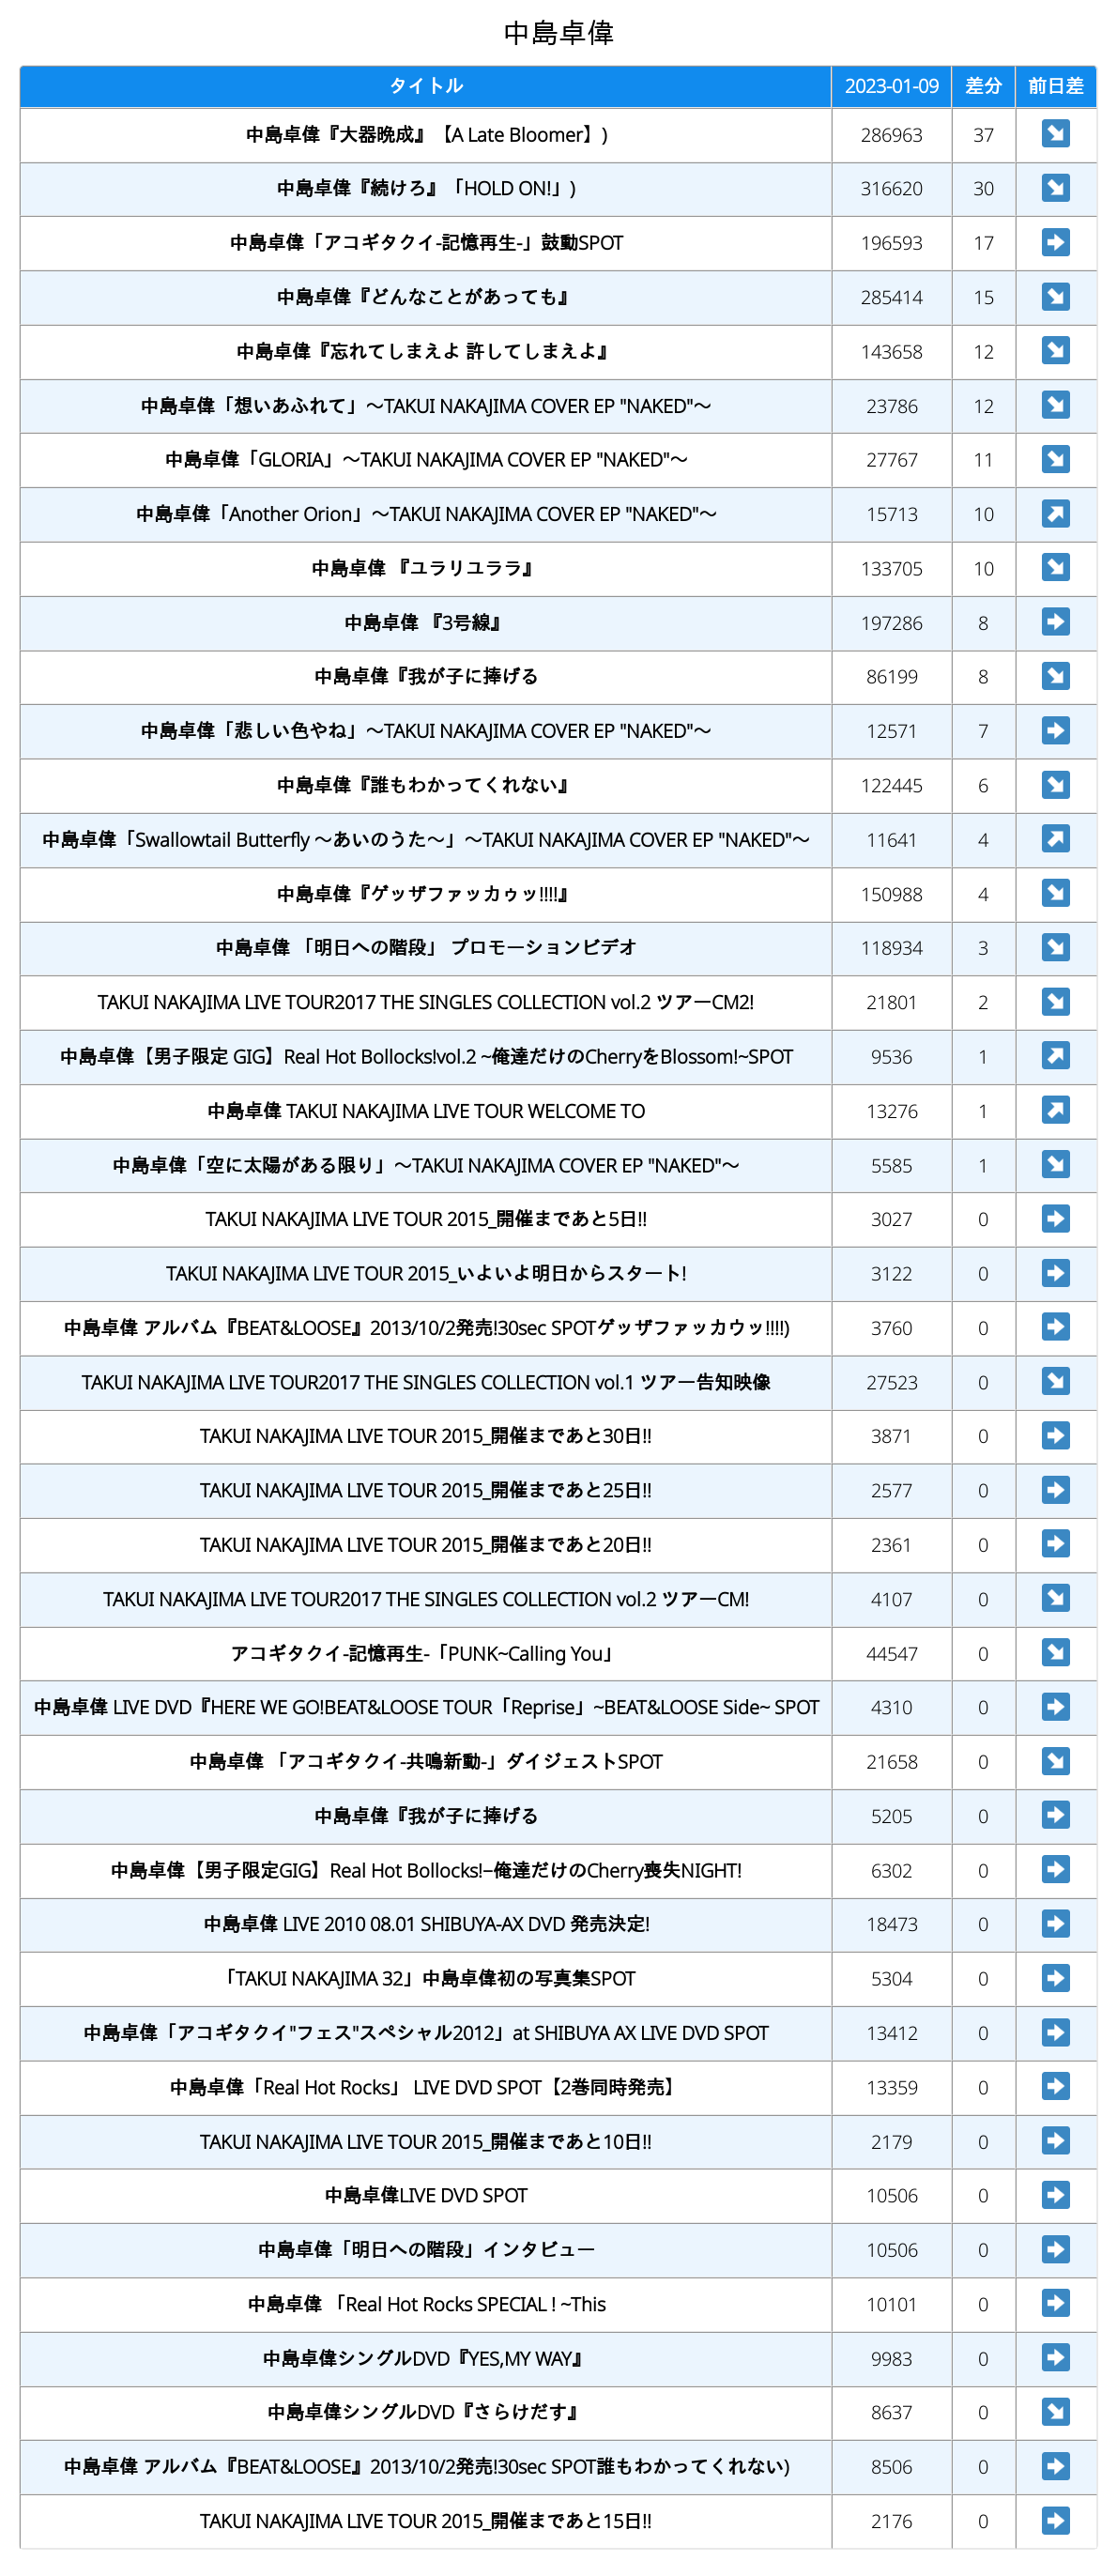 中島卓偉
タイトル 2023-01-09 差分 前日差
中島卓偉『大器晩成』【A Late Bloomer】) 286963 37
中島卓偉『続けろ』「HOLD ON!」) 316620 30
中島卓偉「アコギタクイ-記憶再生-」鼓動SPOT 196593 17
中島卓偉『どんなことがあっても』 285414 15
中島卓偉『忘れてしまえよ 許してしまえよ』 143658 12
中島卓偉「想いあふれて」〜TAKUI NAKAJIMA COVER EP "NAKED"〜 23786 12
中島卓偉「GLORIA」〜TAKUI NAKAJIMA COVER EP "NAKED"〜 27767 11
中島卓偉「Another Orion」〜TAKUI NAKAJIMA COVER EP "NAKED"〜 15713 10
中島卓偉 『ユラリユララ』 133705 10
中島卓偉 『3号線』 197286 8
中島卓偉『我が子に捧げる 86199 8
中島卓偉「悲しい色やね」〜TAKUI NAKAJIMA COVER EP "NAKED"〜 12571 7
中島卓偉『誰もわかってくれない』 122445 6
中島卓偉「Swallowtail Butterfly 〜あいのうた〜」〜TAKUI NAKAJIMA COVER EP "NAKED"〜 11641 4
中島卓偉『ゲッザファッカゥッ!!!!』 150988 4
中島卓偉 「明日への階段」 プロモーションビデオ 118934 3
TAKUI NAKAJIMA LIVE TOUR2017 THE SINGLES COLLECTION vol.2 ツアーCM2! 21801 2
中島卓偉【男子限定 GIG】Real Hot Bollocks!vol.2 ~俺達だけのCherryをBlossom!~SPOT 9536 1
中島卓偉 TAKUI NAKAJIMA LIVE TOUR WELCOME TO 13276 1
中島卓偉「空に太陽がある限り」〜TAKUI NAKAJIMA COVER EP "NAKED"〜 5585 1
TAKUI NAKAJIMA LIVE TOUR 2015_開催まであと5日!! 3027 0
TAKUI NAKAJIMA LIVE TOUR 2015_いよいよ明日からスタート! 3122 0
中島卓偉 アルバム『BEAT&LOOSE』2013/10/2発売!30sec SPOTゲッザファッカウッ!!!!) 3760 0
TAKUI NAKAJIMA LIVE TOUR2017 THE SINGLES COLLECTION vol.1 ツアー告知映像 27523 0
TAKUI NAKAJIMA LIVE TOUR 2015_開催まであと30日!! 3871 0
TAKUI NAKAJIMA LIVE TOUR 2015_開催まであと25日!! 2577 0
TAKUI NAKAJIMA LIVE TOUR 2015_開催まであと20日!! 2361 0
TAKUI NAKAJIMA LIVE TOUR2017 THE SINGLES COLLECTION vol.2 ツアーCM! 4107 0
アコギタクイ-記憶再生-「PUNK~Calling You」 44547 0
中島卓偉 LIVE DVD『HERE WE GO!BEAT&LOOSE TOUR「Reprise」~BEAT&LOOSE Side~ SPOT 4310 0
中島卓偉 「アコギタクイ-共鳴新動-」ダイジェストSPOT 21658 0
中島卓偉『我が子に捧げる 5205 0
中島卓偉【男子限定GIG】Real Hot Bollocks!−俺達だけのCherry喪失NIGHT! 6302 0
中島卓偉 LIVE 2010 08.01 SHIBUYA-AX DVD 発売決定! 18473 0
「TAKUI NAKAJIMA 32」中島卓偉初の写真集SPOT 5304 0
中島卓偉「アコギタクイ"フェス"スペシャル2012」at SHIBUYA AX LIVE DVD SPOT 13412 0
中島卓偉「Real Hot Rocks」 LIVE DVD SPOT【2巻同時発売】 13359 0
TAKUI NAKAJIMA LIVE TOUR 2015_開催まであと10日!! 2179 0
中島卓偉LIVE DVD SPOT 10506 0
中島卓偉「明日への階段」インタビュー 10506 0
中島卓偉 「Real Hot Rocks SPECIAL ! ~This 10101 0
中島卓偉シングルDVD『YES,MY WAY』 9983 0
中島卓偉シングルDVD『さらけだす』 8637 0
中島卓偉 アルバム『BEAT&LOOSE』2013/10/2発売!30sec SPOT誰もわかってくれない) 8506 0
TAKUI NAKAJIMA LIVE TOUR 2015_開催まであと15日!! 2176 0